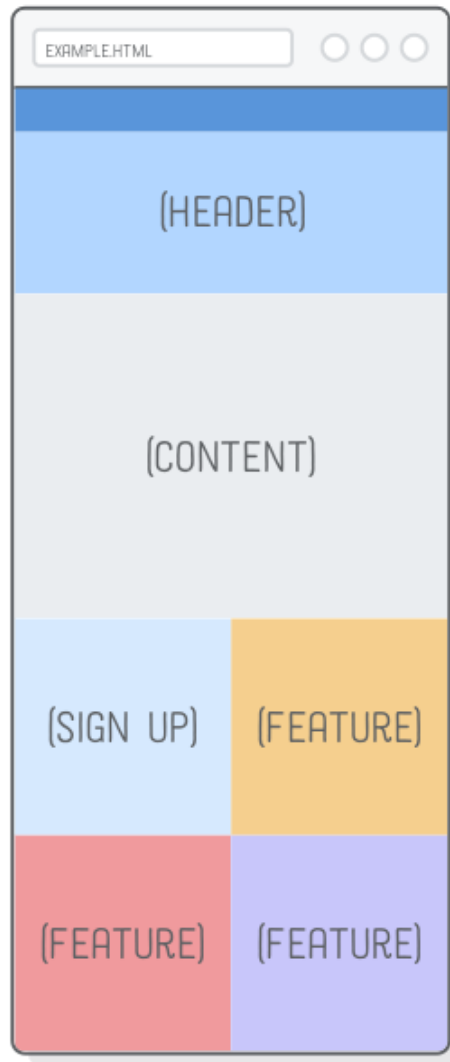 EXAMPLE.HTML
(HEADER)
(CONTENT)
(SIGN UP) (FEATURE)
(FEATURE) (FEATURE)